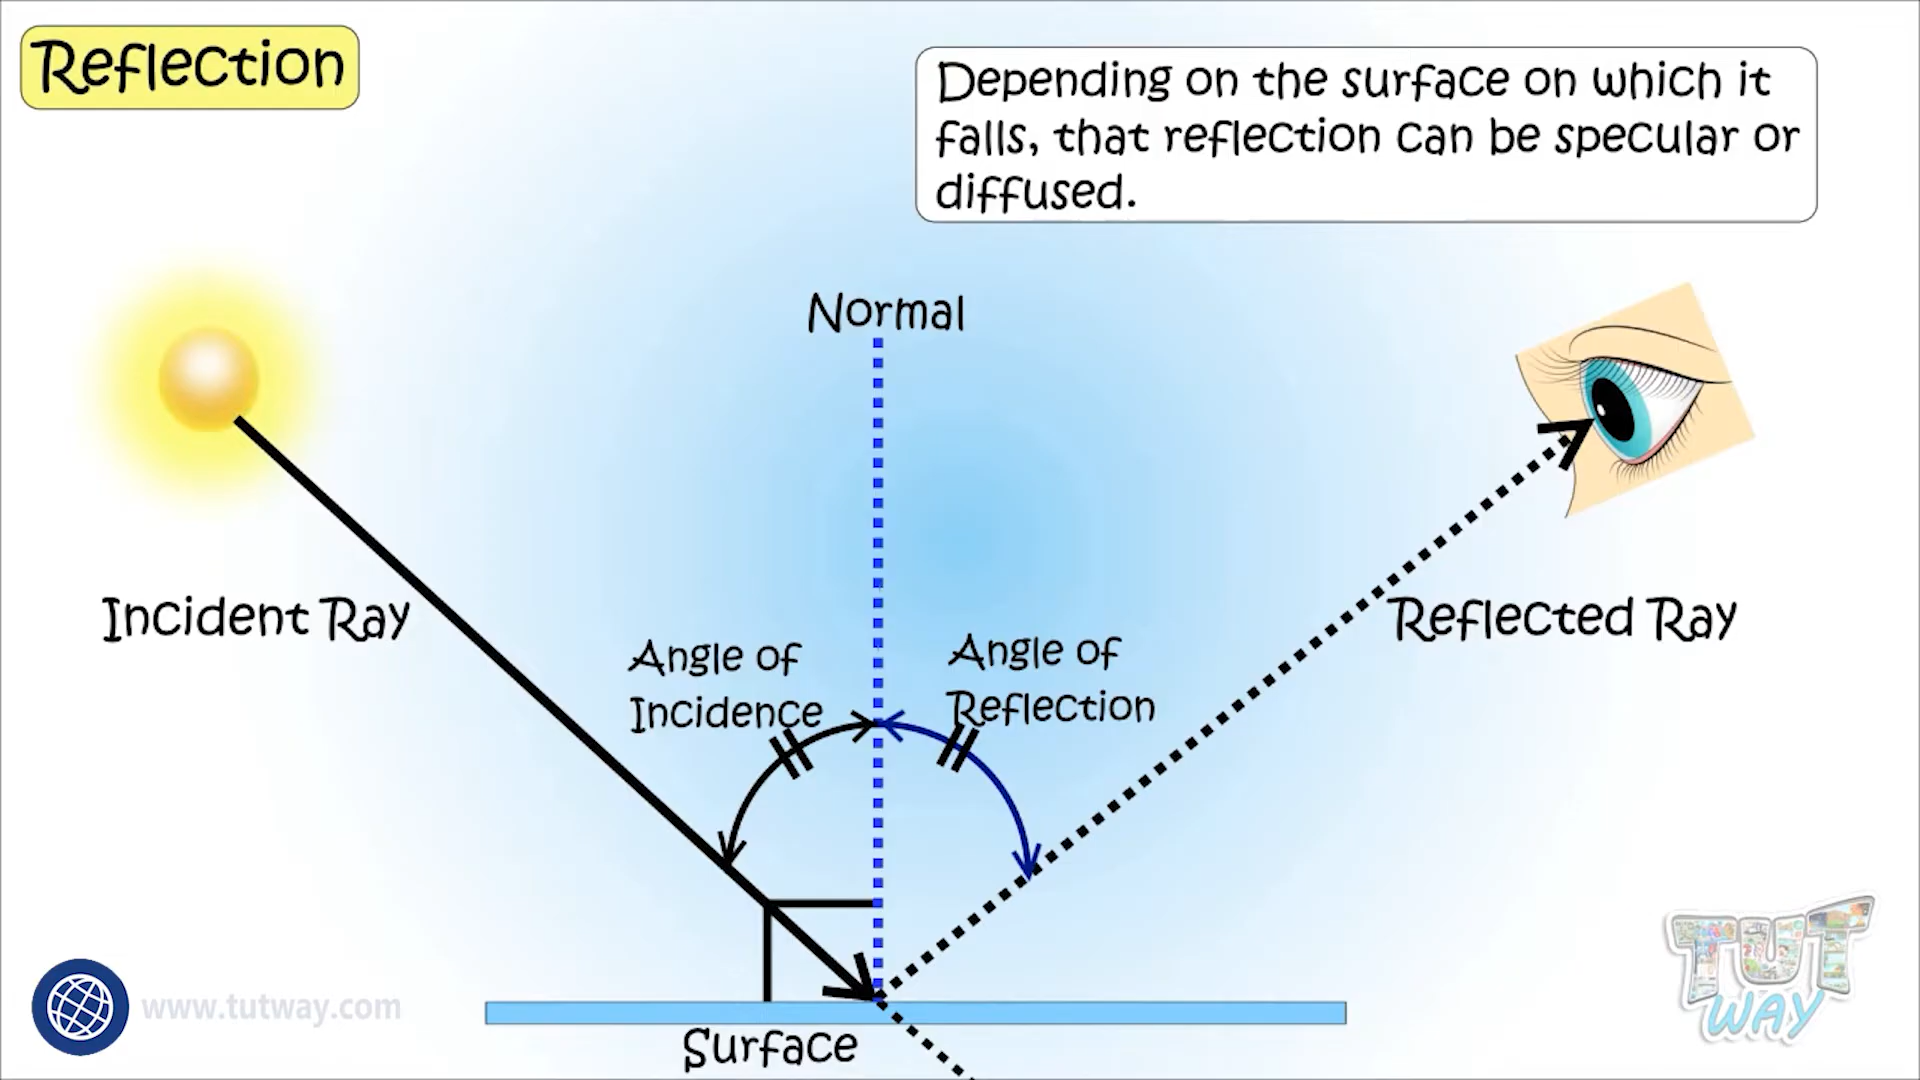 Reflection
Depending on the surface on which it
falls, that reflection can be specular or
diffused.
Normal
Incident Ray
Reflected Ray
Angle of
Incidence
Angle of
Reflection
Surface
www.tutway.com
TUT
WAY